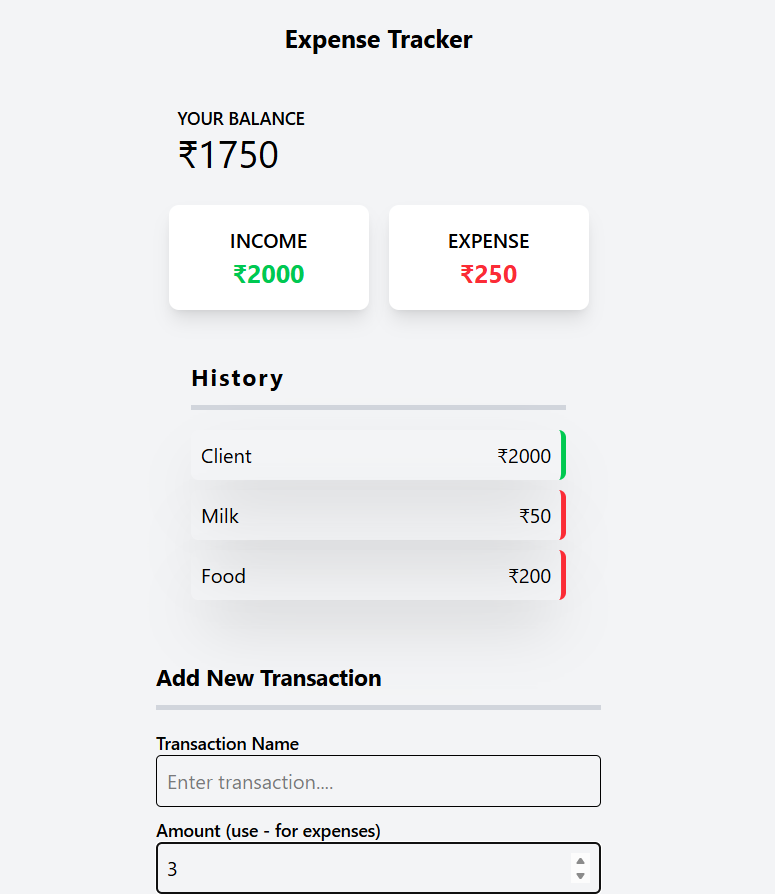 Expense Tracker
YOUR BALANCE
₹1750
INCOME
EXPENSE
₹2000
₹250
History
Client ₹2000
Milk ₹50
Food ₹200
Add New Transaction
Transaction Name
Enter transaction....
Amount (use - for expenses)
3